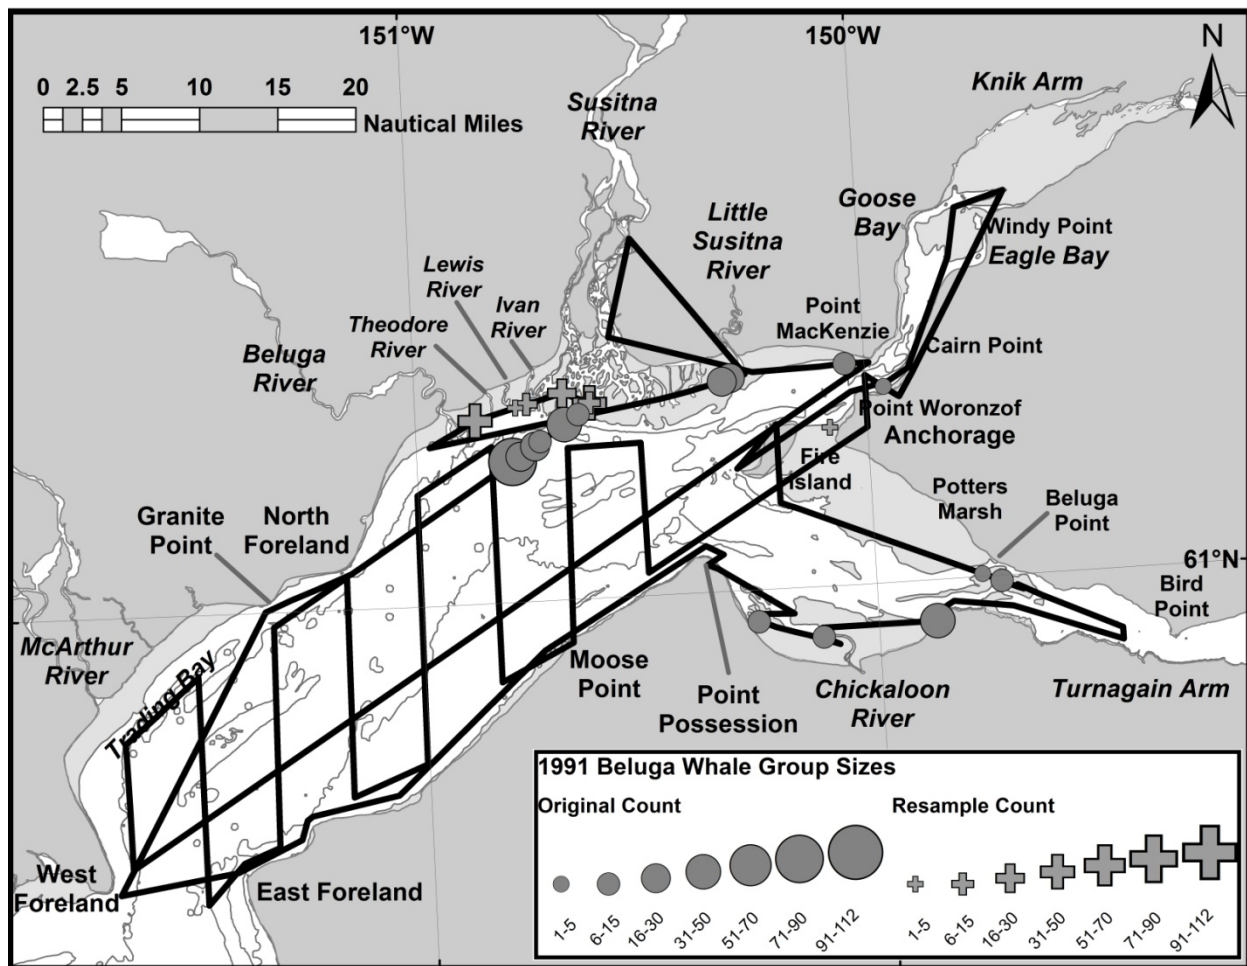 151°W
150°W
N
0 2.5 5 10 15 20
Nautical Miles
Knik Arm
Susitna
River
Goose
Bay
Little
Susitna
River
Windy Point
Eagle Bay
Lewis
River
Ivan
River
Theodore
River
Point
MacKenzie
Beluga
River
Cairn Point
Point Woronzof
Anchorage
Fire
Island
Potters
Marsh
Beluga
Point
Granite
Point
North
Foreland
61°N
Bird
Point
McArthur
River
Trading Bay
Moose
Point
Point
Possession
Chickaloon
River
Turnagain Arm
West
Foreland
East Foreland
1991 Beluga Whale Group Sizes
Original Count
Resample Count
1-5 6-15 16-30 31-50 51-70 71-90 91-112
1-5 6-15 16-30 31-50 51-70 71-90 91-112